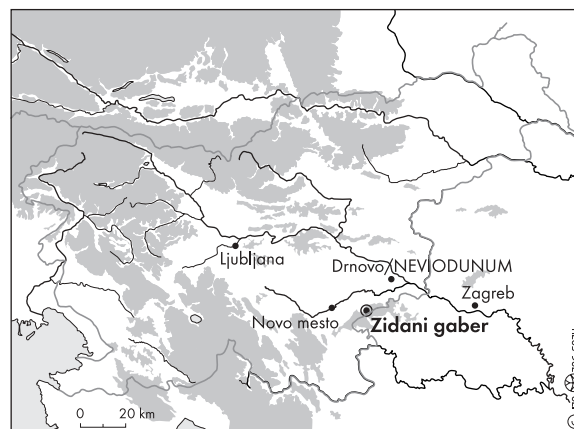 Ljubljana
Drnovo/NEVIODUNUM
Zagreb
Novo mesto
Zidani gaber
0 20 km